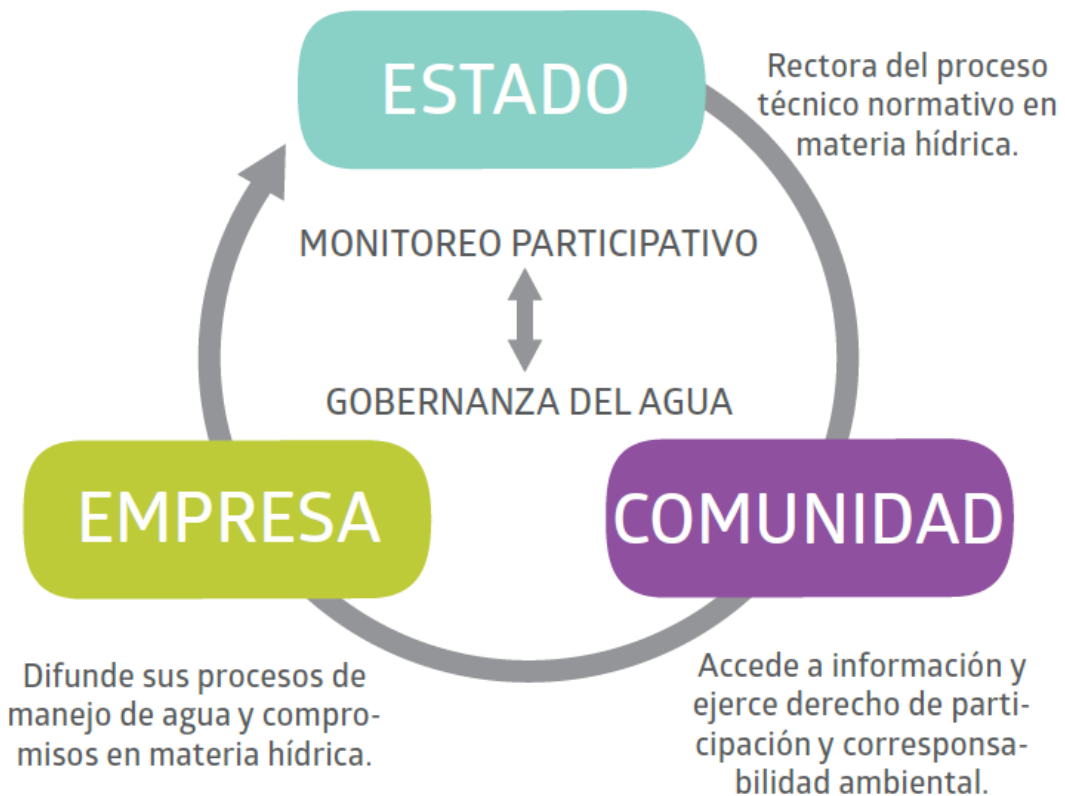 ESTADO
Rectora del proceso
técnico normativo en
materia hídrica.
MONITOREO PARTICIPATIVO
GOBERNANZA DEL AGUA
EMPRESA
COMUNIDAD
Difunde sus procesos de
manejo de agua y compro-
misos en materia hídrica.
Accede a información y
ejerce derecho de parti-
cipación y corresponsa-
bilidad ambiental.